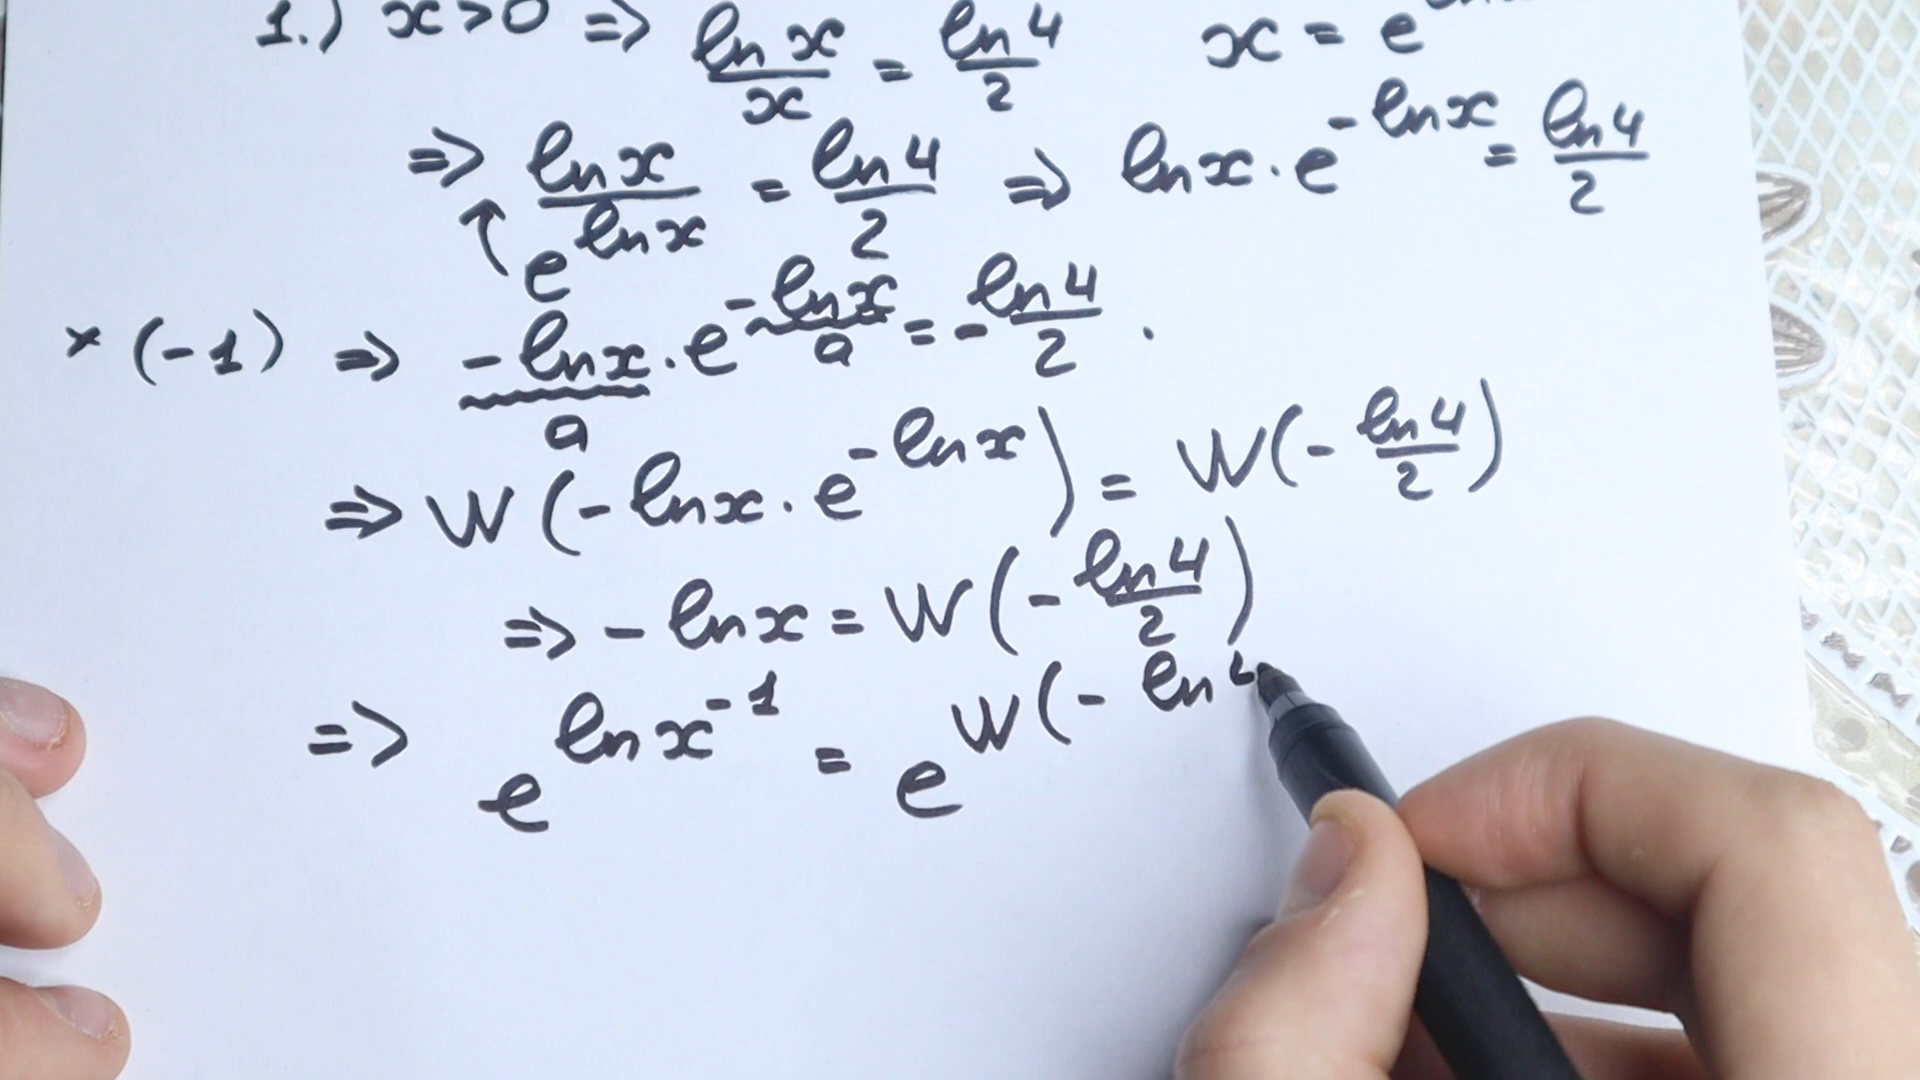 1.) x>0 => ln x / x = ln 4 / 2 x = e
=> ln x / e^{ln x} = ln 4 / 2 => ln x · e^{-ln x} = ln 4 / 2
× (-1) => -ln x · e^{-ln x} = - ln 4 / 2 .
a a
=> W (-ln x · e^{-ln x}) = W(- ln 4 / 2)
=> - ln x = W(- ln 4 / 2)
=> e^{ln x^{-1}} = e^{W(- ln 4}